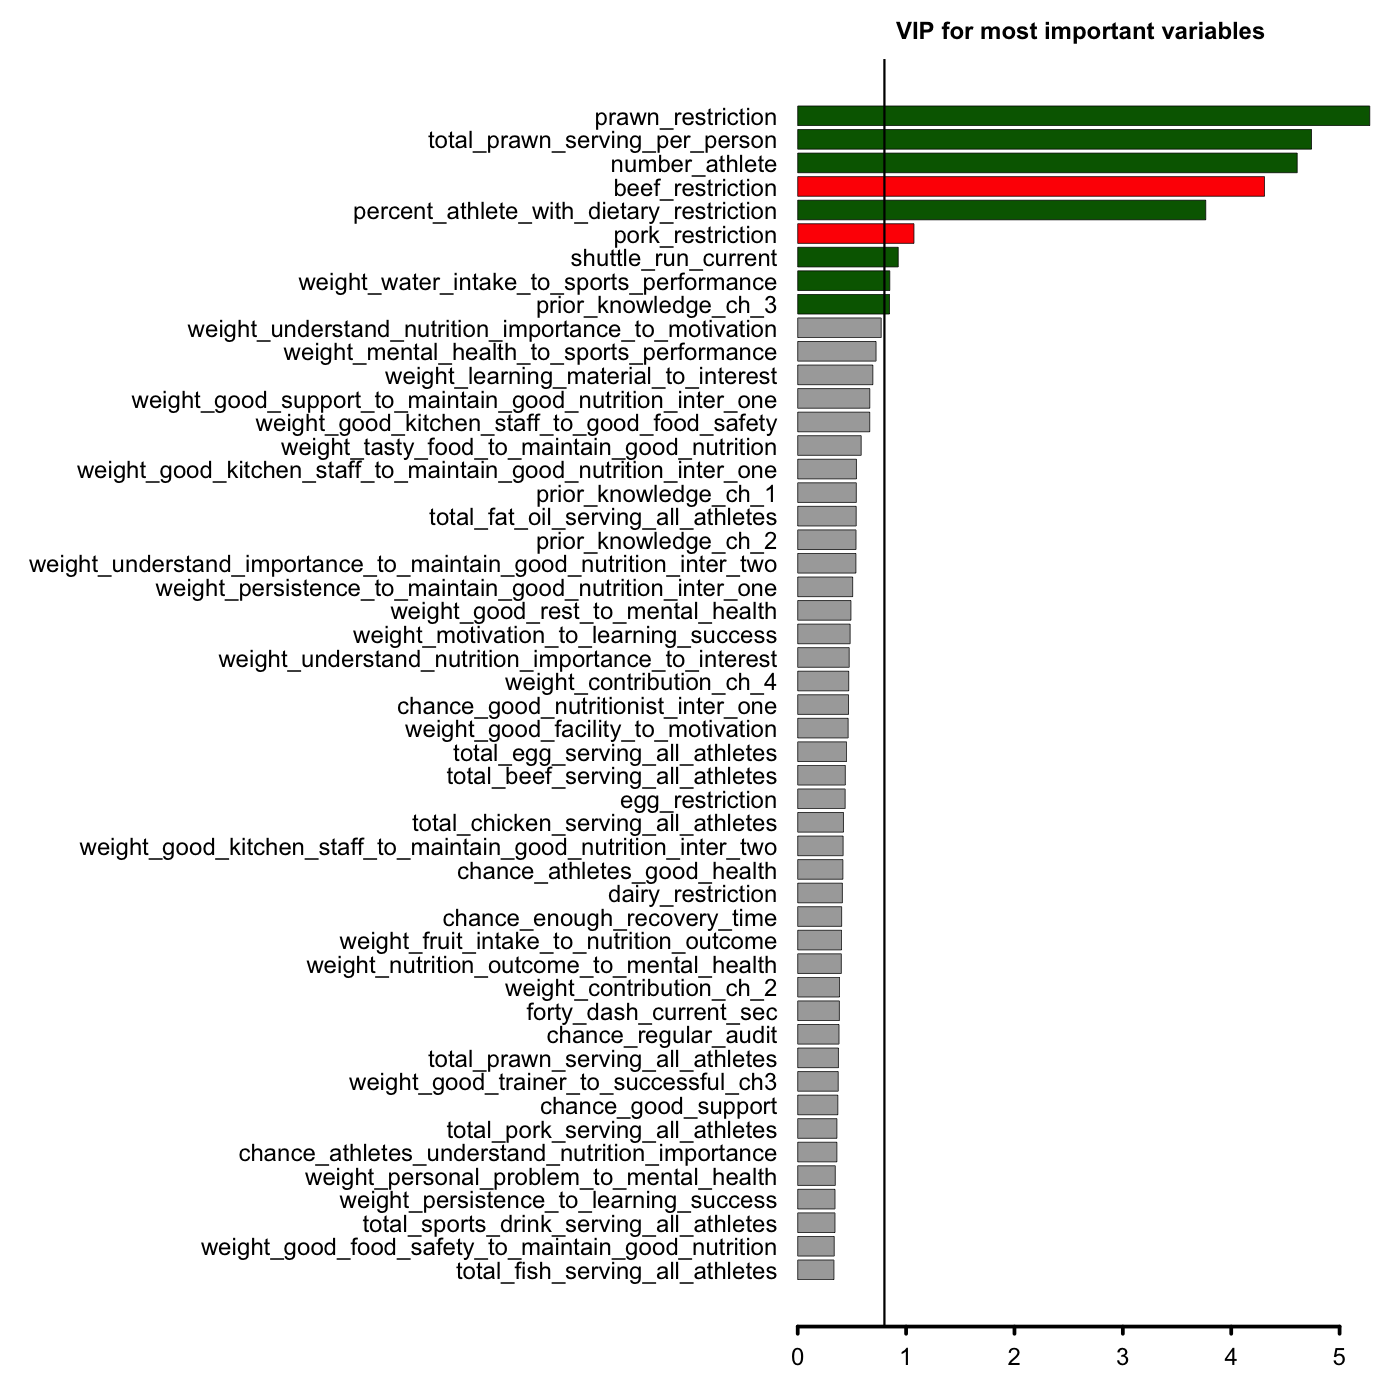 VIP for most important variables
prawn_restriction
total_prawn_serving_per_person
number_athlete
beef_restriction
percent_athlete_with_dietary_restriction
pork_restriction
shuttle_run_current
weight_water_intake_to_sports_performance
prior_knowledge_ch_3
weight_understand_nutrition_importance_to_motivation
weight_mental_health_to_sports_performance
weight_learning_material_to_interest
weight_good_support_to_maintain_good_nutrition_inter_one
weight_good_kitchen_staff_to_good_food_safety
weight_tasty_food_to_maintain_good_nutrition
weight_good_kitchen_staff_to_maintain_good_nutrition_inter_one
prior_knowledge_ch_1
total_fat_oil_serving_all_athletes
prior_knowledge_ch_2
weight_understand_importance_to_maintain_good_nutrition_inter_two
weight_persistence_to_maintain_good_nutrition_inter_one
weight_good_rest_to_mental_health
weight_motivation_to_learning_success
weight_understand_nutrition_importance_to_interest
weight_contribution_ch_4
chance_good_nutritionist_inter_one
weight_good_facility_to_motivation
total_egg_serving_all_athletes
total_beef_serving_all_athletes
egg_restriction
total_chicken_serving_all_athletes
weight_good_kitchen_staff_to_maintain_good_nutrition_inter_two
chance_athletes_good_health
dairy_restriction
chance_enough_recovery_time
weight_fruit_intake_to_nutrition_outcome
weight_nutrition_outcome_to_mental_health
weight_contribution_ch_2
forty_dash_current_sec
chance_regular_audit
total_prawn_serving_all_athletes
weight_good_trainer_to_successful_ch3
chance_good_support
total_pork_serving_all_athletes
chance_athletes_understand_nutrition_importance
weight_personal_problem_to_mental_health
weight_persistence_to_learning_success
total_sports_drink_serving_all_athletes
weight_good_food_safety_to_maintain_good_nutrition
total_fish_serving_all_athletes
0 1 2 3 4 5